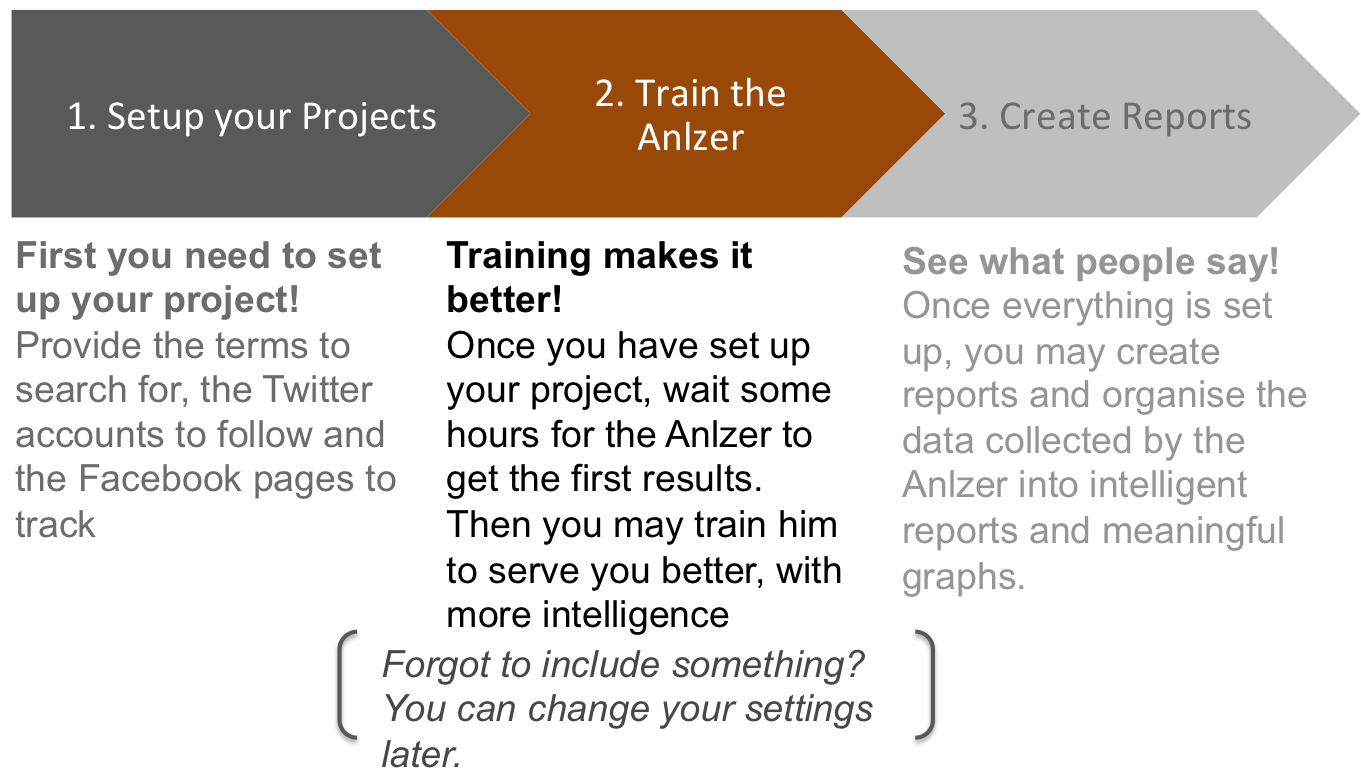 1. Setup your Projects
2. Train the
Anlzer
3. Create Reports
First you need to set
up your project!
Provide the terms to
search for, the Twitter
accounts to follow and
the Facebook pages to
track
Training makes it
better!
Once you have set up
your project, wait some
hours for the Anlzer to
get the first results.
Then you may train him
to serve you better, with
more intelligence
See what people say!
Once everything is set
up, you may create
reports and organise the
data collected by the
Anlzer into intelligent
reports and meaningful
graphs.
Forgot to include something?
You can change your settings
later.